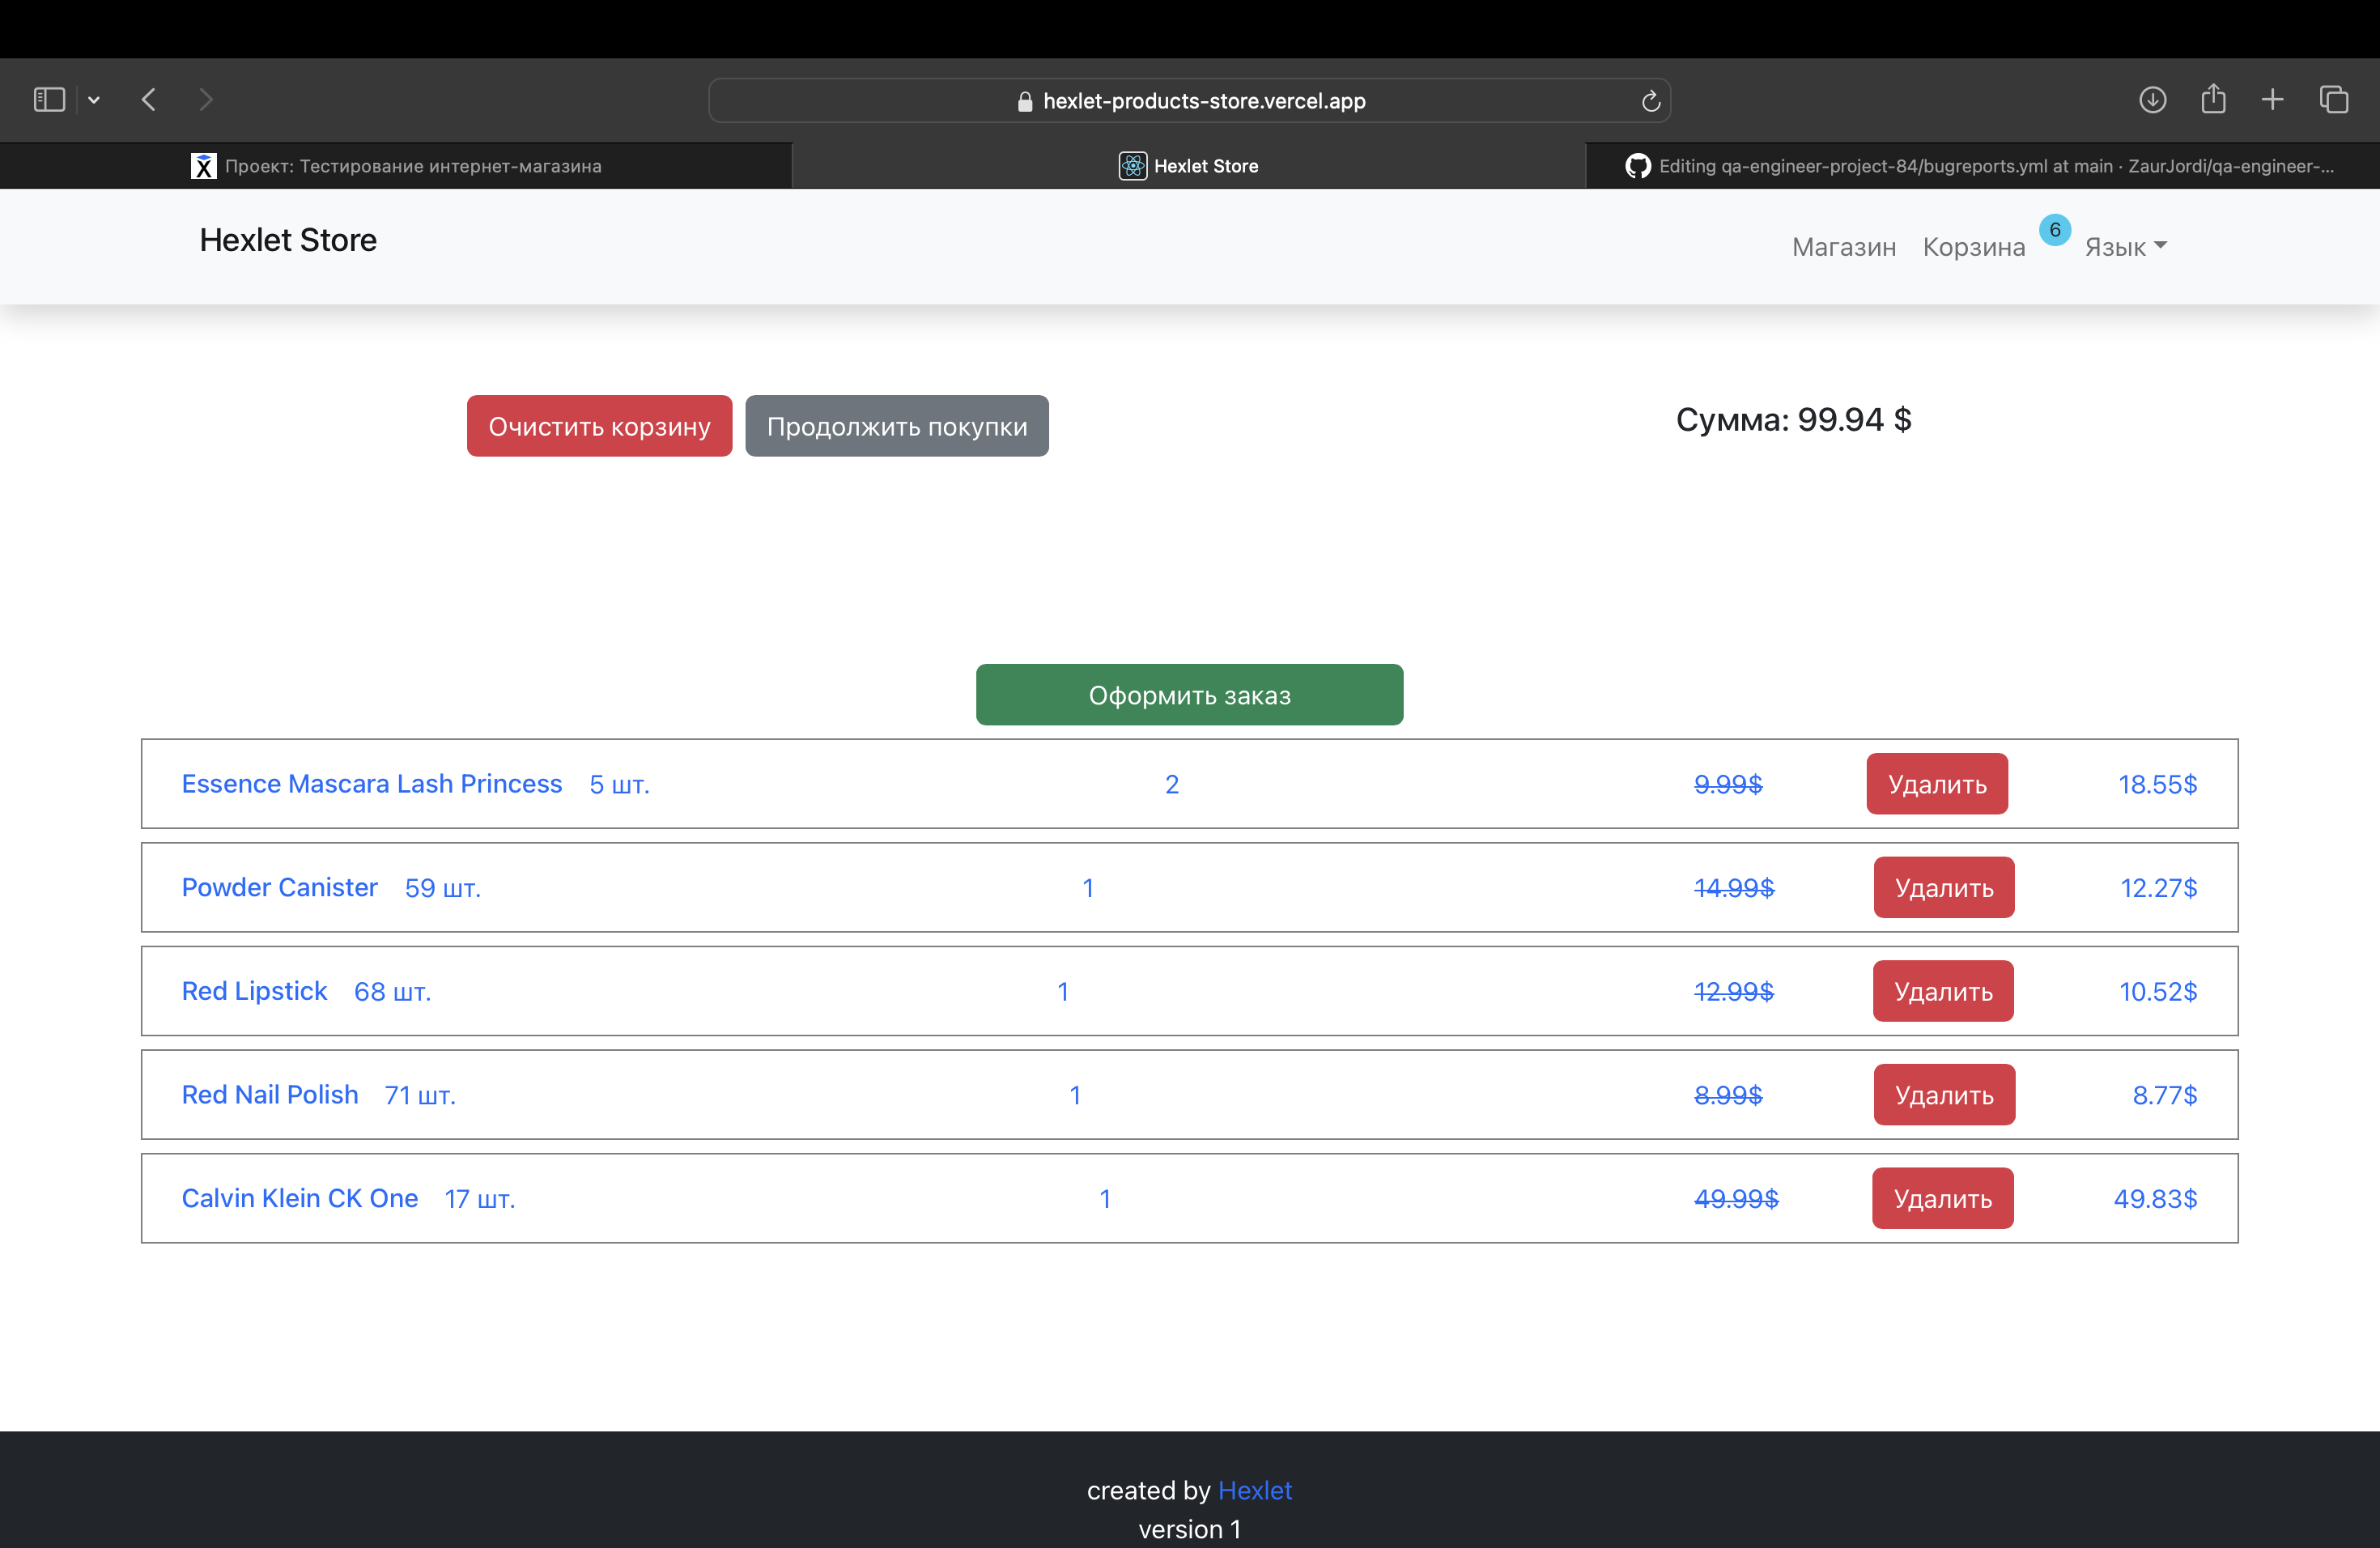 hexlet-products-store.vercel.app
Проект: Тестирование интернет-магазина
Hexlet Store
Editing qa-engineer-project-84/bugreports.yml at main · ZaurJordi/qa-engineer-...
Hexlet Store
Магазин Корзина 6 Язык
Очистить корзину Продолжить покупки Сумма: 99.94 $
Оформить заказ
Essence Mascara Lash Princess 5 шт. 2 9.99$ Удалить 18.55$
Powder Canister 59 шт. 1 14.99$ Удалить 12.27$
Red Lipstick 68 шт. 1 12.99$ Удалить 10.52$
Red Nail Polish 71 шт. 1 8.99$ Удалить 8.77$
Calvin Klein CK One 17 шт. 1 49.99$ Удалить 49.83$
created by Hexlet
version 1